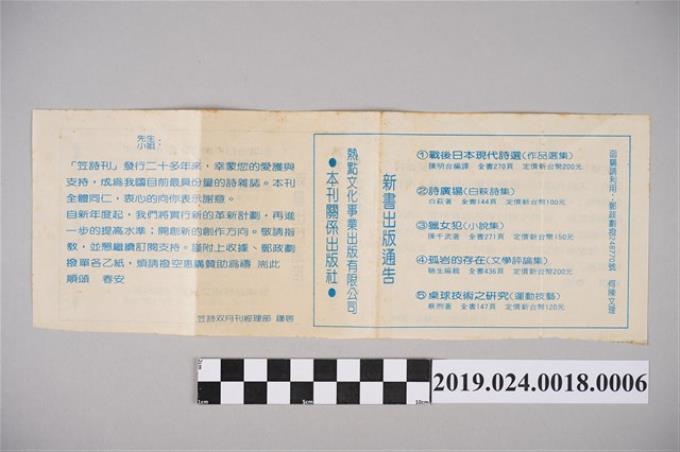 先生
小姐：
「笠詩刊」發行二十多年來，幸蒙您的愛護與
支持，成為我國目前最具份量的詩雜誌。本刊
全體同仁，衷心的向你表示謝意。
自新年度起，我們將實行新的革新計劃，再進
一步的提高水準；開創新的創作方向。敬請指
教，並懇繼續訂閱支持。謹附上收據、郵政劃
撥單各乙紙，煩請撥空惠購贊助為禱 耑此
順頌 春安
笠詩双月刊經理部 謹啓
熱點文化事業出版有限公司
●本刊關係出版社●
新書出版通告
①戰後日本現代詩選(作品選集)
陳明台編譯 全書270頁 定價新台幣200元
②詩廣場(白萩詩集)
白萩著 全書144頁 定價新台幣100元
③獵女犯(小說集)
陳千武著 全書271頁 定價新台幣150元
④孤岩的存在(文學評論集)
全書436頁 定價新台幣200元
⑤桌球技術之研究(運動技藝)
全書147頁 定價新台幣120元
函購請利用：郵政劃撥
1cm
5cm
10cm
2019.024.0018.0006